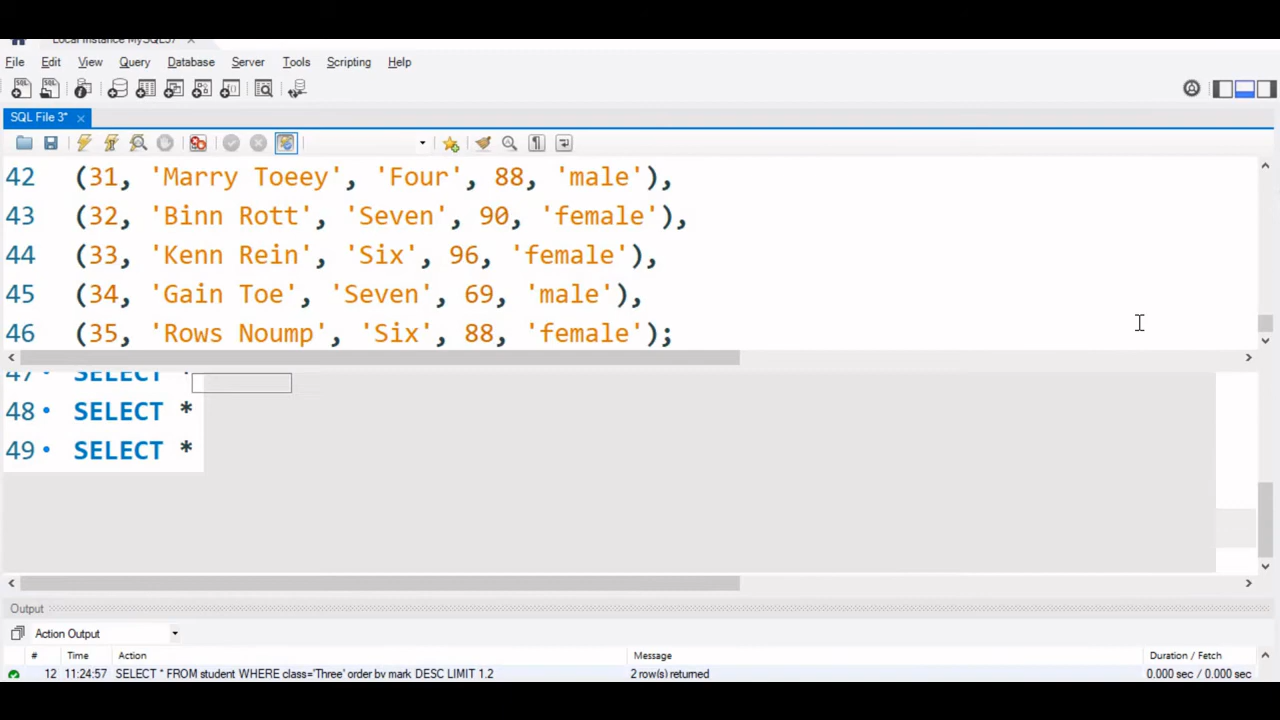 Local instance MySQL57 ×
File Edit View Query Database Server Tools Scripting Help
SQL File 3* ×
42 (31, 'Marry Toeey', 'Four', 88, 'male'),
43 (32, 'Binn Rott', 'Seven', 90, 'female'),
44 (33, 'Kenn Rein', 'Six', 96, 'female'),
45 (34, 'Gain Toe', 'Seven', 69, 'male'),
46 (35, 'Rows Noump', 'Six', 88, 'female');
47 SELECT *
48 SELECT *
49 SELECT *
Output
Action Output
# Time Action Message Duration / Fetch
12 11:24:57 SELECT * FROM student WHERE class='Three' order by mark DESC LIMIT 1.2 2 row(s) returned 0.000 sec / 0.000 sec